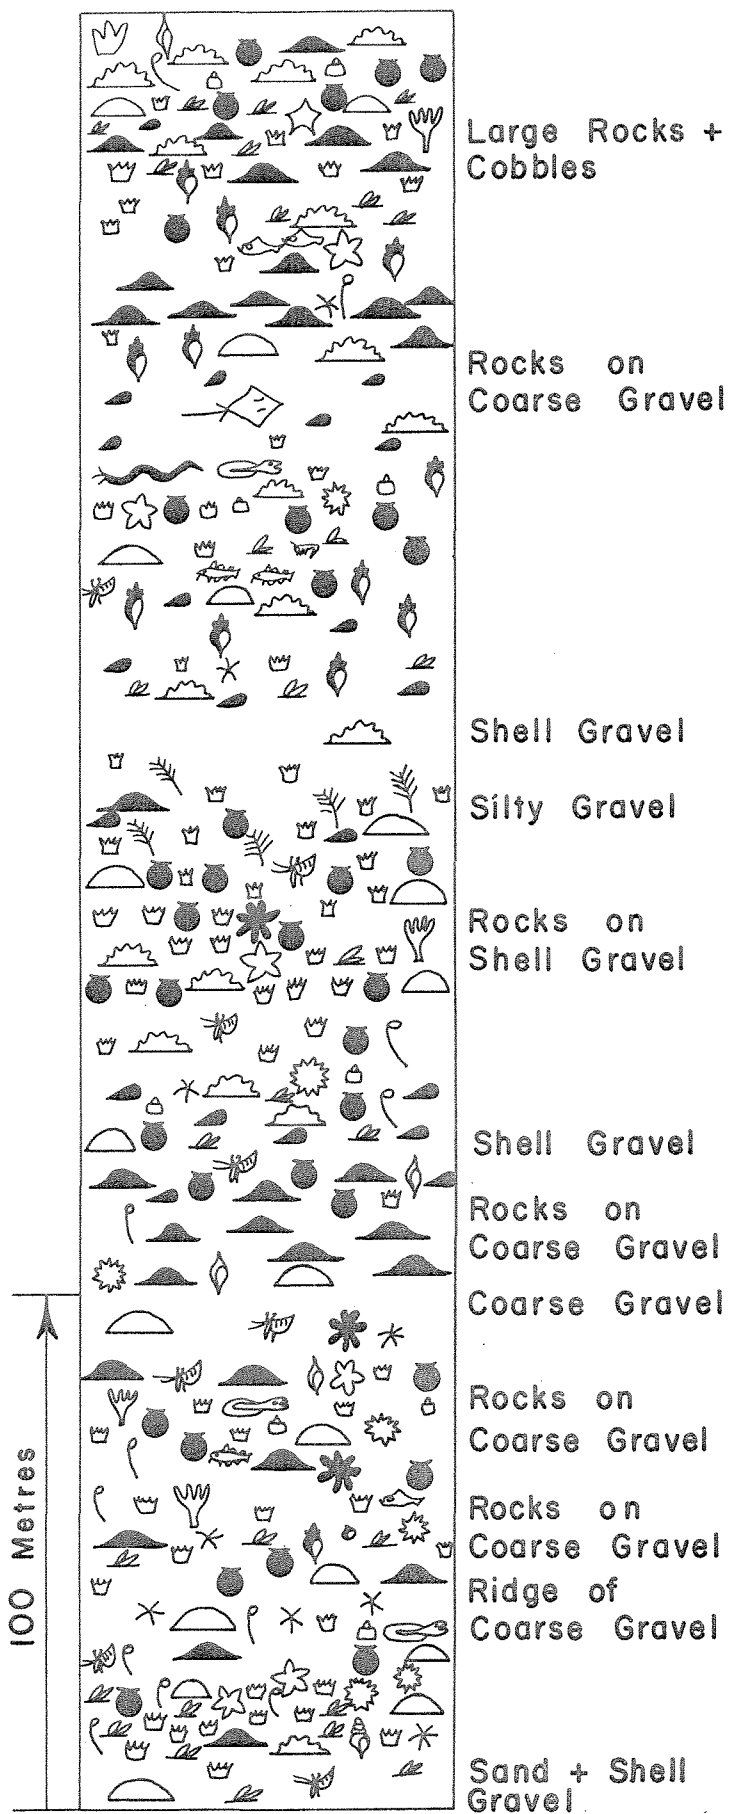 Large Rocks +
Cobbles
Rocks on
Coarse Gravel
Shell Gravel
Silty Gravel
Rocks on
Shell Gravel
Shell Gravel
Rocks on
Coarse Gravel
Coarse Gravel
Rocks on
Coarse Gravel
Rocks on
Coarse Gravel
Ridge of
Coarse Gravel
Sand + Shell
Gravel
100 Metres